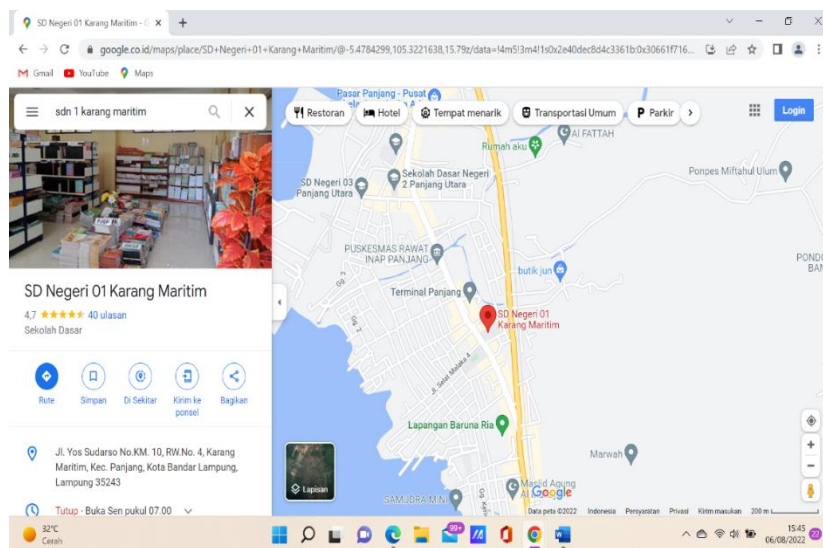 SD Negeri 01 Karang Maritim - G
google.co.id/maps/place/SD+Negeri+01+Karang+Maritim/@-5.4784299,105.3221638,15.79z/data=!4m5!3m4!1s0x2e40dec8d4c3361b:0x30661f716...
Gmail YouTube Maps
sdn 1 karang maritim
Restoran Hotel Tempat menarik Transportasi Umum Parkir
Login
SD Negeri 01 Karang Maritim
4,7 40 ulasan
Sekolah Dasar
Rute Simpan Di Sekitar Kirim ke ponsel Bagikan
Jl. Yos Sudarso No.KM. 10, RW.No. 4, Karang
Maritim, Kec. Panjang, Kota Bandar Lampung,
Lampung 35243
Tutup · Buka Sen pukul 07.00
Pasar Panjang - Pusat
Rumah aku
Al FATTAH
Ponpes Miftahul Ulum
SD Negeri 03
Panjang Utara
Sekolah Dasar Negeri
2 Panjang Utara
PUSKESMAS RAWAT
INAP PANJANG
butik jun
Terminal Panjang
SD Negeri 01
Karang Maritim
Gg. 2
Jl. Selat Malaka 4
Lapangan Baruna Ria
Marwah
Masjid Agung
SAMUDRA MINI
Lapisan
Google
Data peta ©2022 Indonesia Persyaratan Privasi Kirim masukan 200 m
32°C
Cerah
99+
15:45
06/08/2022
22